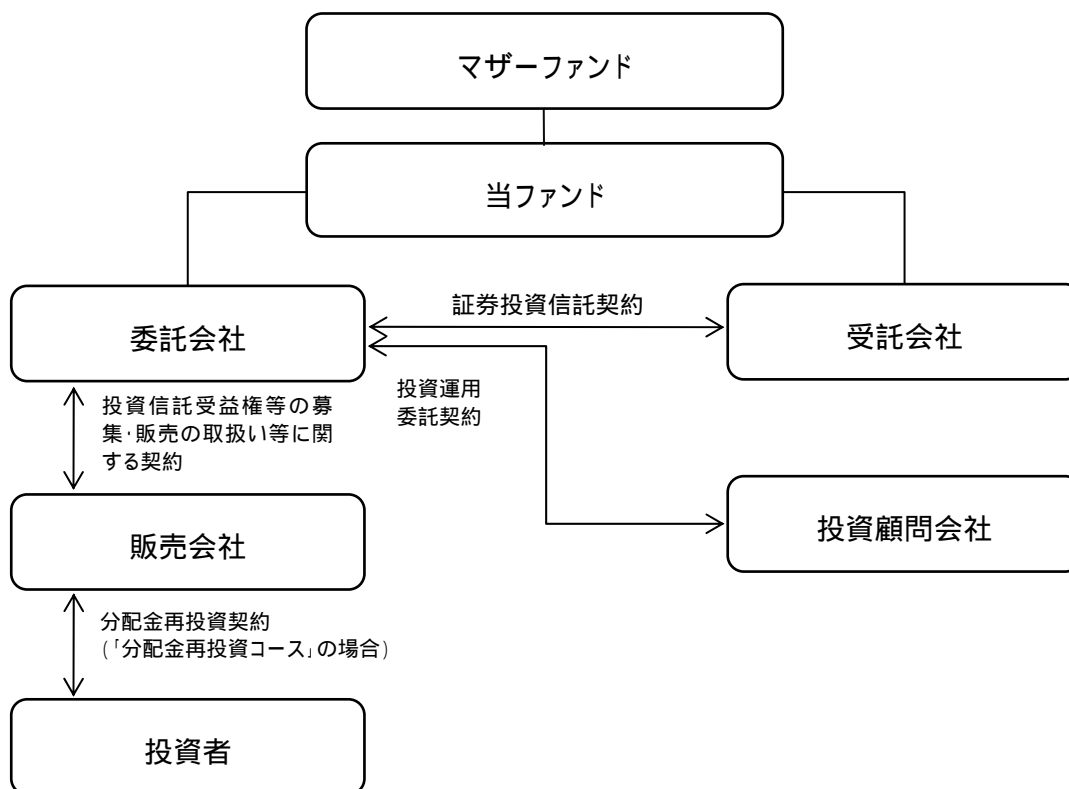 マザーファンド
当ファンド
委託会社
証券投資信託契約
受託会社
投資運用
委託契約
投資信託受益権等の募
集･販売の取扱い等に関
する契約
販売会社
投資顧問会社
分配金再投資契約
(｢分配金再投資コース｣の場合)
投資者